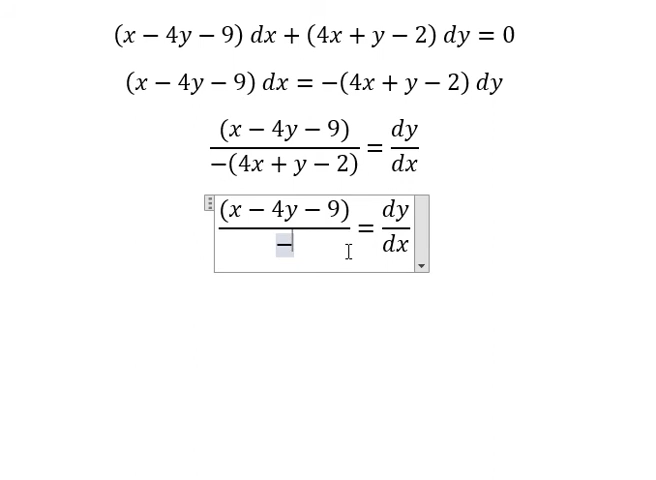 (x − 4y − 9) dx + (4x + y − 2) dy = 0
(x − 4y − 9) dx = −(4x + y − 2) dy
(x − 4y − 9) / −(4x + y − 2) = dy/dx
(x − 4y − 9) / − = dy/dx